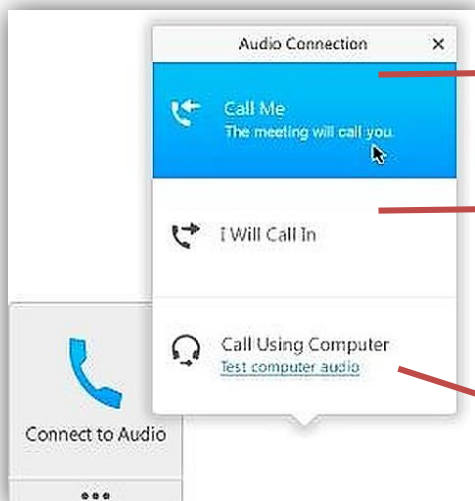 Audio Connection
Call Me
The meeting will call you.
I Will Call In
Call Using Computer
Test computer audio
Connect to Audio